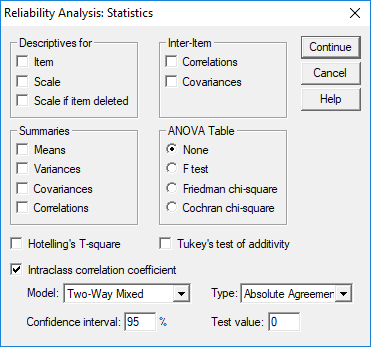 Reliability Analysis: Statistics
Descriptives for
Item
Scale
Scale if item deleted
Inter-Item
Correlations
Covariances
Continue
Cancel
Help
Summaries
Means
Variances
Covariances
Correlations
ANOVA Table
None
F test
Friedman chi-square
Cochran chi-square
Hotelling's T-square
Tukey's test of additivity
Intraclass correlation coefficient
Model: Two-Way Mixed
Type: Absolute Agreemen
Confidence interval: 95 %
Test value: 0